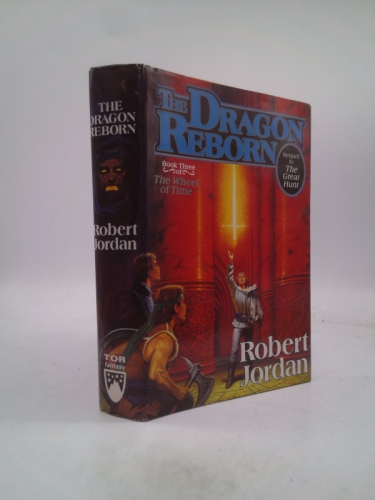 THE
DRAGON
REBORN
Robert
Jordan
TOR
fantasy
THE DRAGON
REBORN
Book Three
of
The Wheel
of Time
Sequel
to
The
Great
Hunt
Robert
Jordan